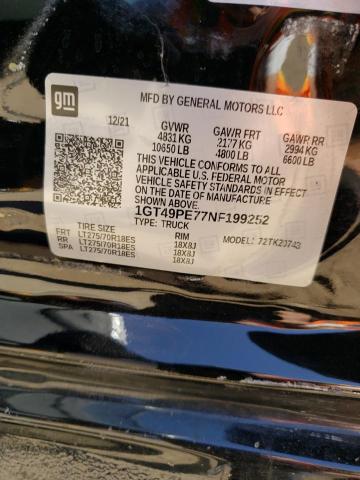 gm
MFD BY GENERAL MOTORS LLC
12/21
GVWR GAWR FRT GAWR RR
4831 KG 2177 KG 2994 KG
10650 LB 4800 LB 6600 LB
THIS VEHICLE CONFORMS TO ALL
APPLICABLE U.S. FEDERAL MOTOR
VEHICLE SAFETY STANDARDS IN EFFECT
ON THE DATE OF MANUFACTURE SHOWN ABOVE.
1GT49PE77NF199252
TYPE: TRUCK MODEL: 72TK20743
TIRE SIZE RIM
FRT LT275/70R18ES 18X8J
RR LT275/70R18ES 18X8J
SPA LT275/70R18ES 18X8J